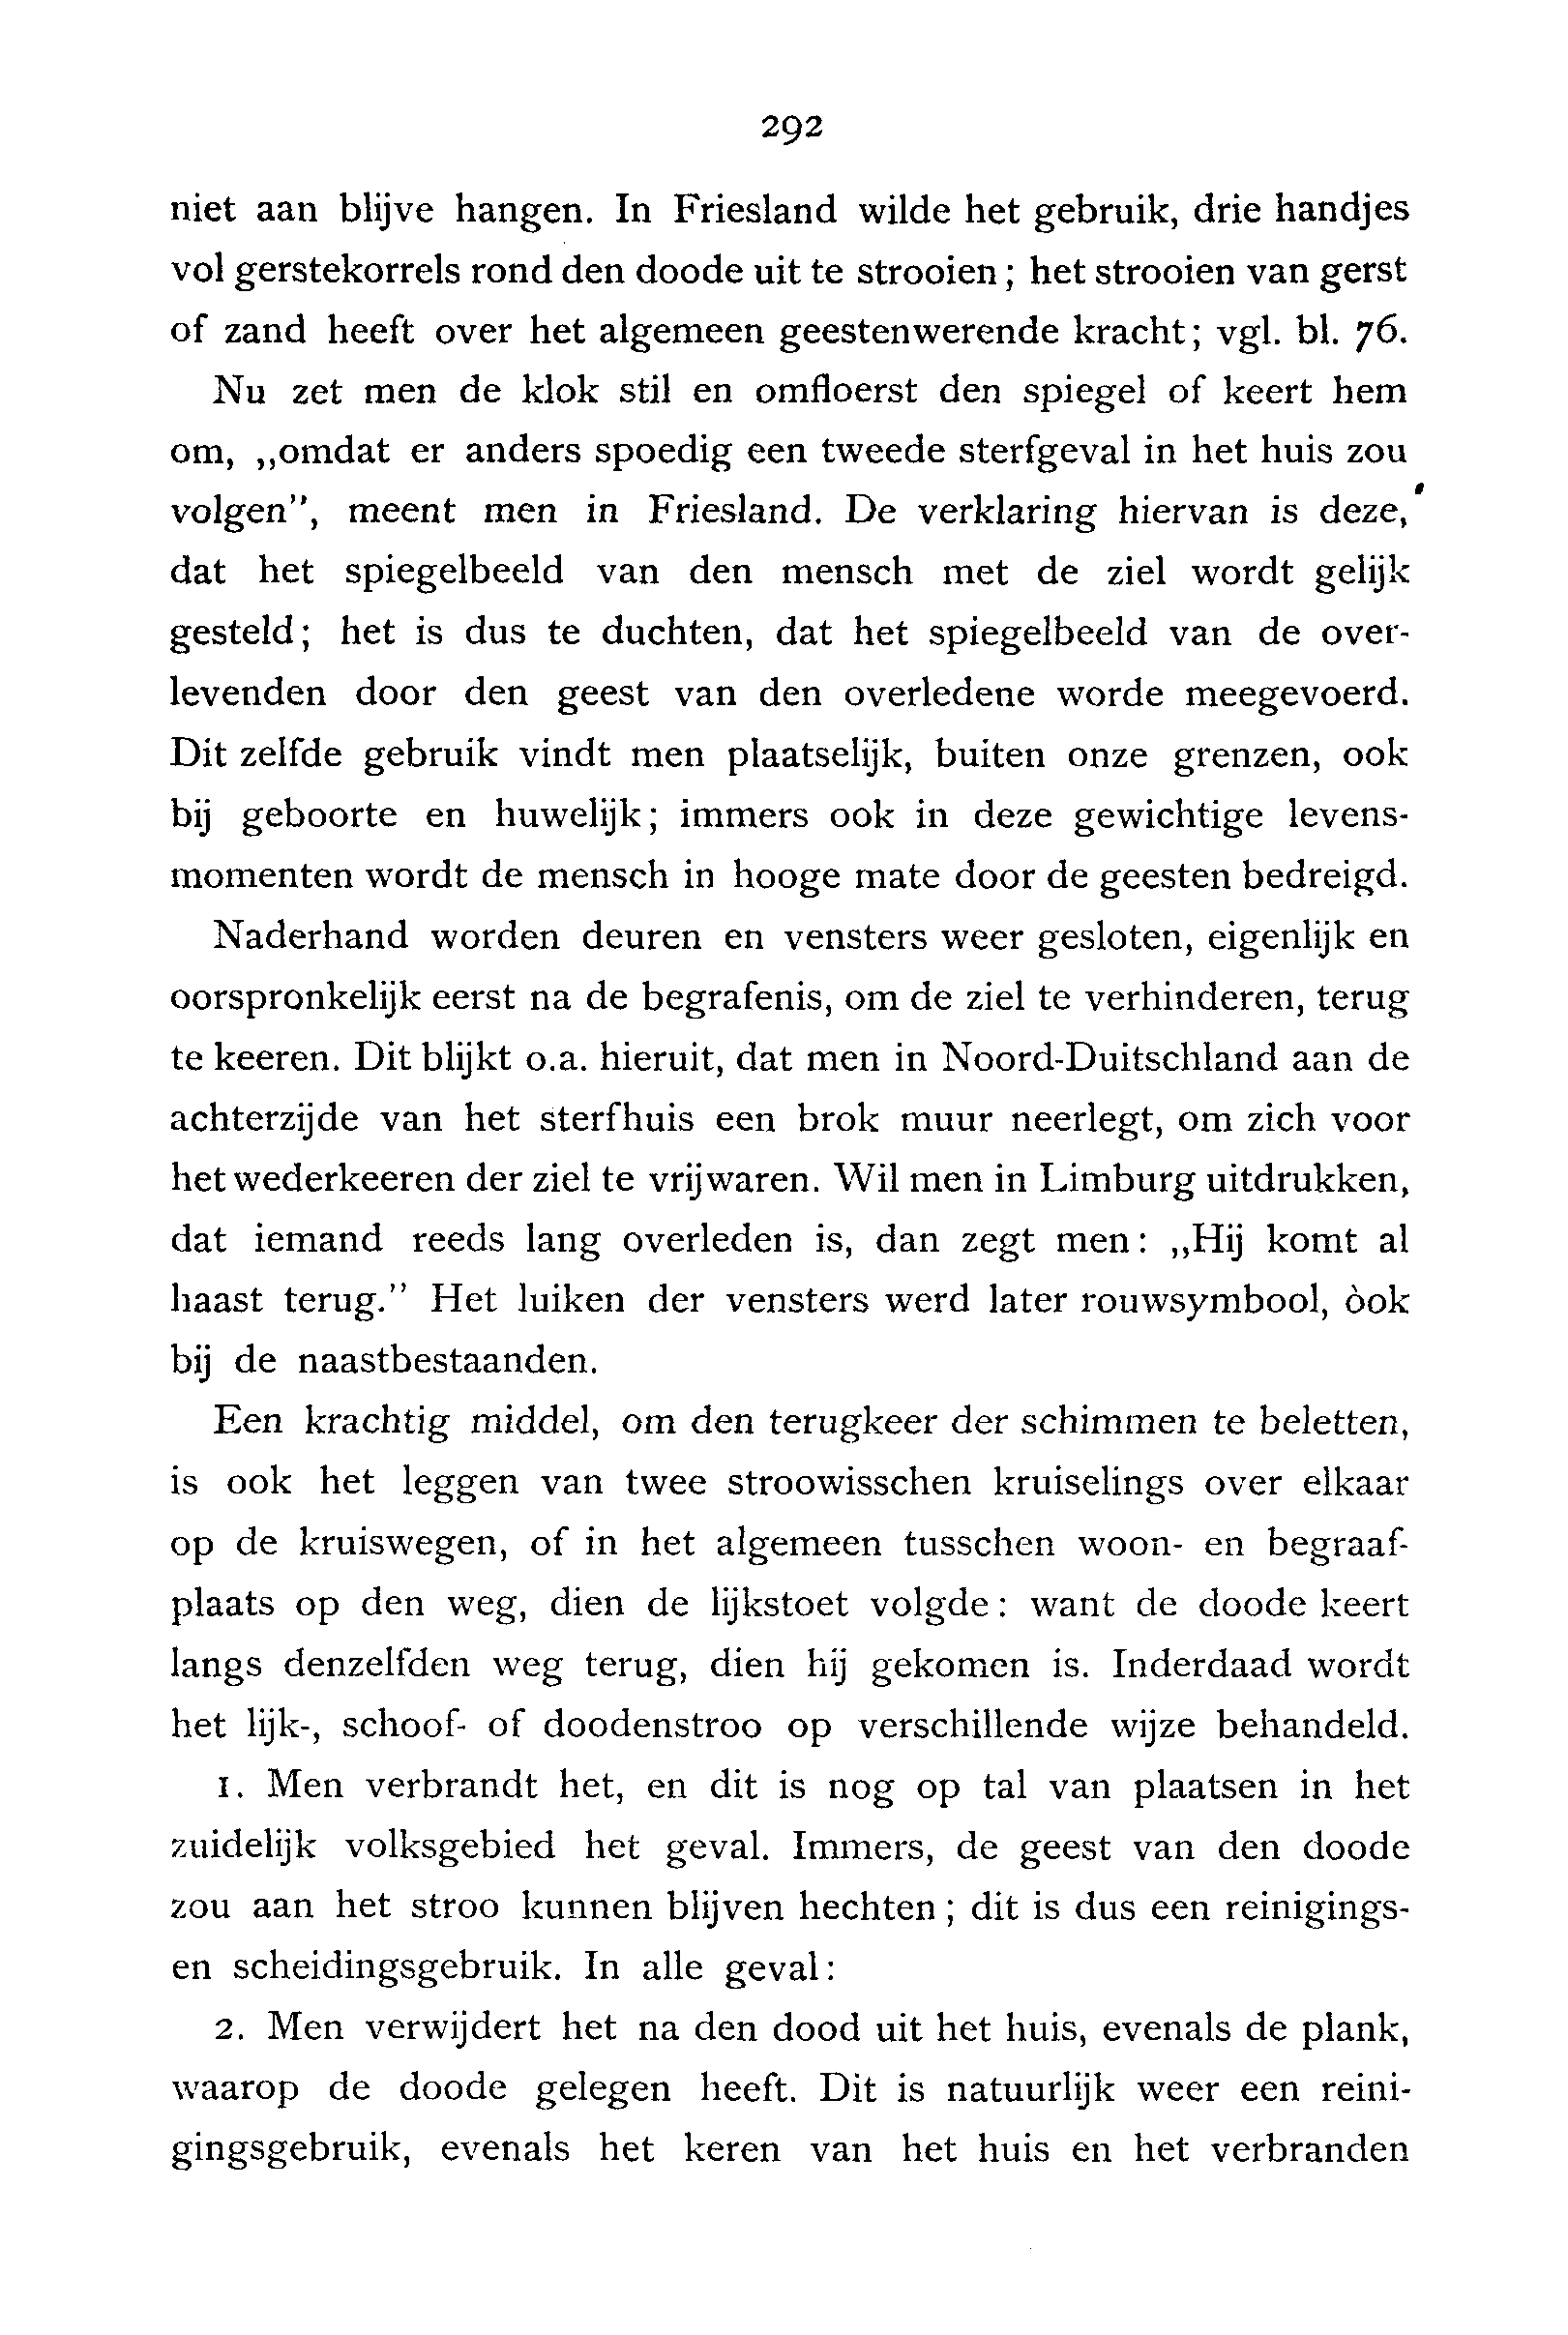 292
niet aan blijve hangen. In Friesland wilde het gebruik, drie handjes
vol gerstekorrels rond den doode uit te strooien; het strooien van gerst
of zand heeft over het algemeen geestenwerende kracht; vgl. bl. 76.
Nu zet men de klok stil en omfloerst den spiegel of keert hem
om, „omdat er anders spoedig een tweede sterfgeval in het huis zou
volgen”, meent men in Friesland. De verklaring hiervan is deze,
dat het spiegelbeeld van den mensch met de ziel wordt gelijk
gesteld; het is dus te duchten, dat het spiegelbeeld van de over-
levenden door den geest van den overledene worde meegevoerd.
Dit zelfde gebruik vindt men plaatselijk, buiten onze grenzen, ook
bij geboorte en huwelijk; immers ook in deze gewichtige levens-
momenten wordt de mensch in hooge mate door de geesten bedreigd.
Naderhand worden deuren en vensters weer gesloten, eigenlijk en
oorspronkelijk eerst na de begrafenis, om de ziel te verhinderen, terug
te keeren. Dit blijkt o.a. hieruit, dat men in Noord-Duitschland aan de
achterzijde van het sterfhuis een brok muur neerlegt, om zich voor
het wederkeeren der ziel te vrijwaren. Wil men in Limburg uitdrukken,
dat iemand reeds lang overleden is, dan zegt men: „Hij komt al
haast terug.” Het luiken der vensters werd later rouwsymbool, òok
bij de naastbestaanden.
Een krachtig middel, om den terugkeer der schimmen te beletten,
is ook het leggen van twee stroowisschen kruiselings over elkaar
op de kruiswegen, of in het algemeen tusschen woon- en begraaf-
plaats op den weg, dien de lijkstoet volgde: want de doode keert
langs denzelfden weg terug, dien hij gekomen is. Inderdaad wordt
het lijk-, schoof- of doodenstroo op verschillende wijze behandeld.
1. Men verbrandt het, en dit is nog op tal van plaatsen in het
zuidelijk volksgebied het geval. Immers, de geest van den doode
zou aan het stroo kunnen blijven hechten; dit is dus een reinigings-
en scheidingsgebruik. In alle geval:
2. Men verwijdert het na den dood uit het huis, evenals de plank,
waarop de doode gelegen heeft. Dit is natuurlijk weer een reini-
gingsgebruik, evenals het keren van het huis en het verbranden